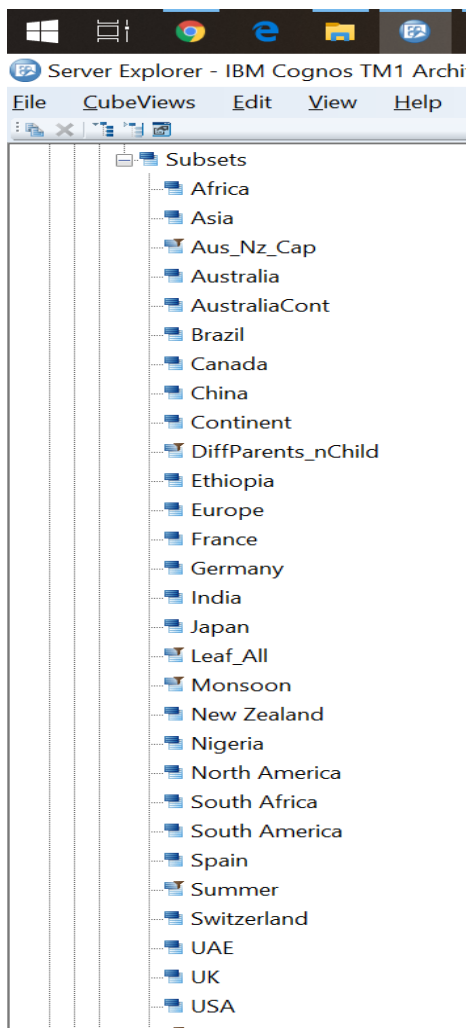 Server Explorer - IBM Cognos TM1 Archi
File CubeViews Edit View Help
Subsets
Africa
Asia
Aus_Nz_Cap
Australia
AustraliaCont
Brazil
Canada
China
Continent
DiffParents_nChild
Ethiopia
Europe
France
Germany
India
Japan
Leaf_All
Monsoon
New Zealand
Nigeria
North America
South Africa
South America
Spain
Summer
Switzerland
UAE
UK
USA